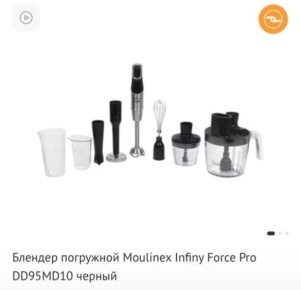 Блендер погружной Moulinex Infiny Force Pro
DD95MD10 черный